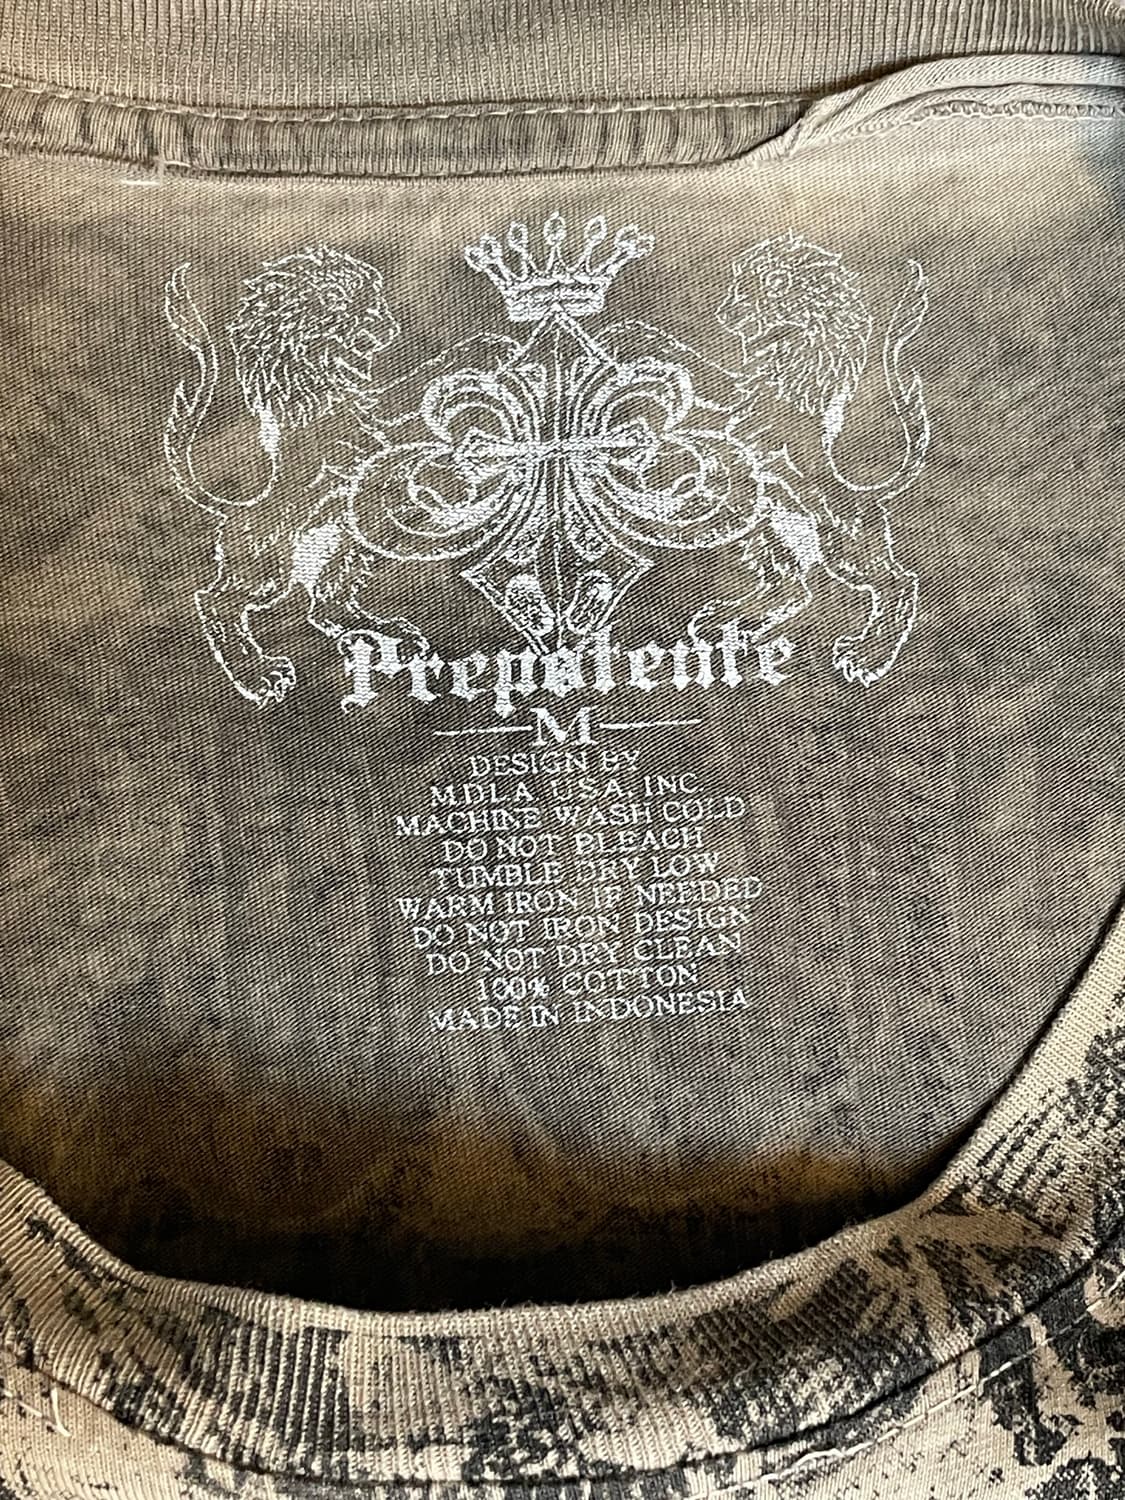 Prepotente
M
DESIGN BY
M.D.L.A. U.S.A. INC.
MACHINE WASH COLD
DO NOT BLEACH
TUMBLE DRY LOW
WARM IRON IF NEEDED
DO NOT IRON DESIGN
DO NOT DRY CLEAN
100% COTTON
MADE IN INDONESIA